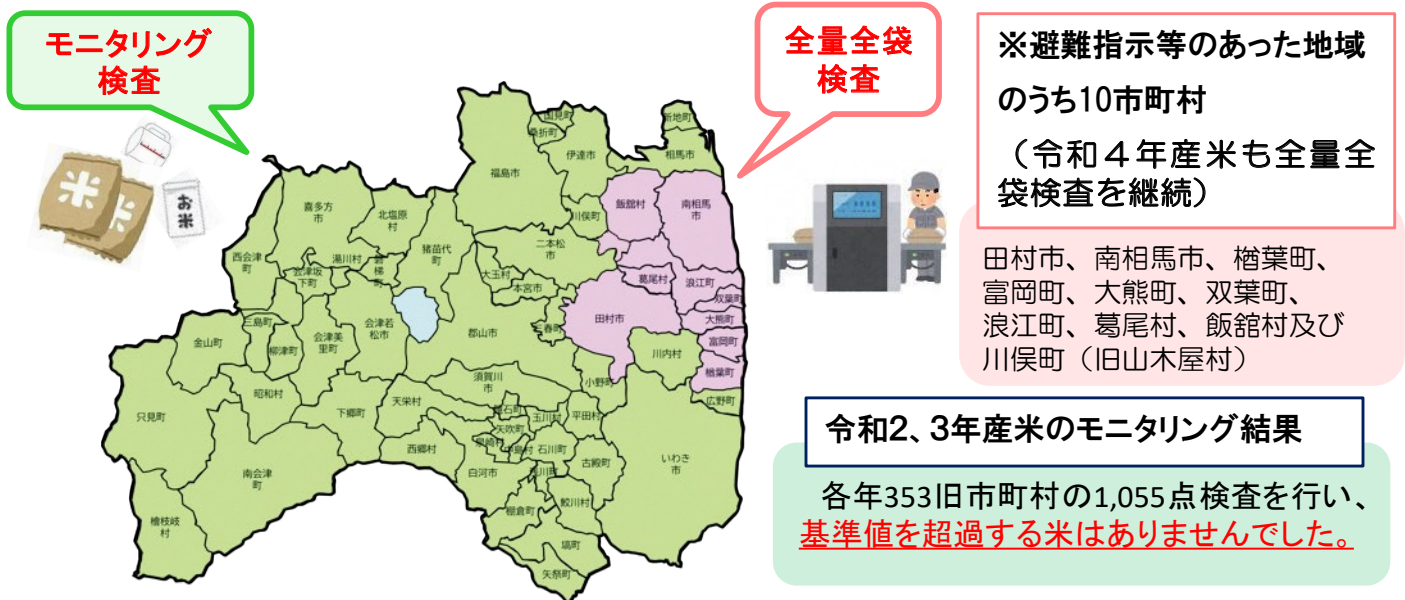 モニタリング
検査
全量全袋
検査
※避難指示等のあった地域
のうち10市町村
（令和４年産米も全量全
袋検査を継続）
田村市、南相馬市、楢葉町、
富岡町、大熊町、双葉町、
浪江町、葛尾村、飯舘村及び
川俣町（旧山木屋村）
令和2、3年産米のモニタリング結果
各年353旧市町村の1,055点検査を行い、
基準値を超過する米はありませんでした。
米
米
お
米
国見町
桑折町
新地町
伊達市
相馬市
福島市
飯舘村
南相馬
市
川俣町
喜多方
市
北塩原
村
猪苗代
町
二本松
市
西会津
町
湯川村
磐梯
町
会津坂
下町
大玉村
本宮市
葛尾村
浪江町
双葉町
大熊町
三島町
会津若
松市
郡山市
三春町
田村市
金山町
柳津町
会津美
里町
富岡町
川内村
楢葉町
小野町
広野町
昭和村
須賀川
市
只見町
下郷町
天栄村
鏡石町
玉川村
平田村
矢吹町
西郷村
泉崎村
中島村
石川町
古殿町
いわき
市
南会津
町
白河市
浅川町
鮫川村
棚倉町
檜枝岐
村
塙町
矢祭町